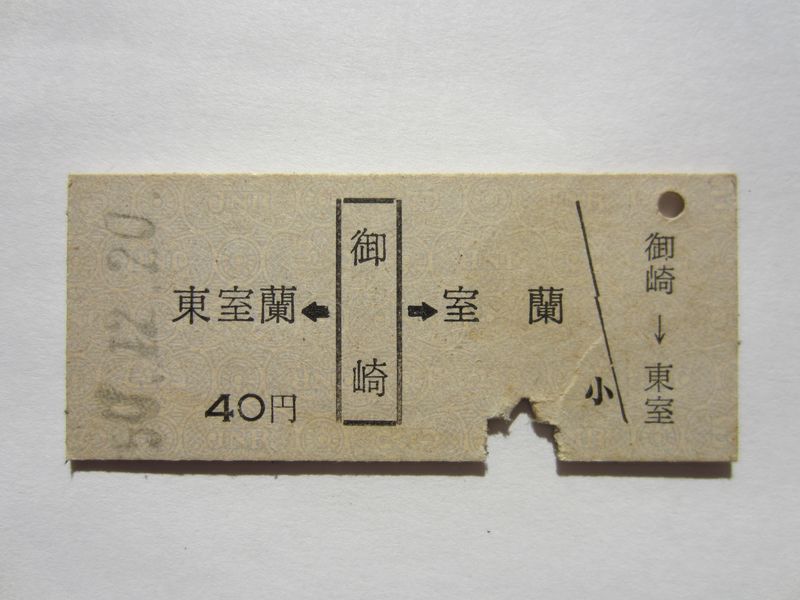 50.12.20
御崎
東室蘭 ← → 室蘭
40円
小
御崎→東室